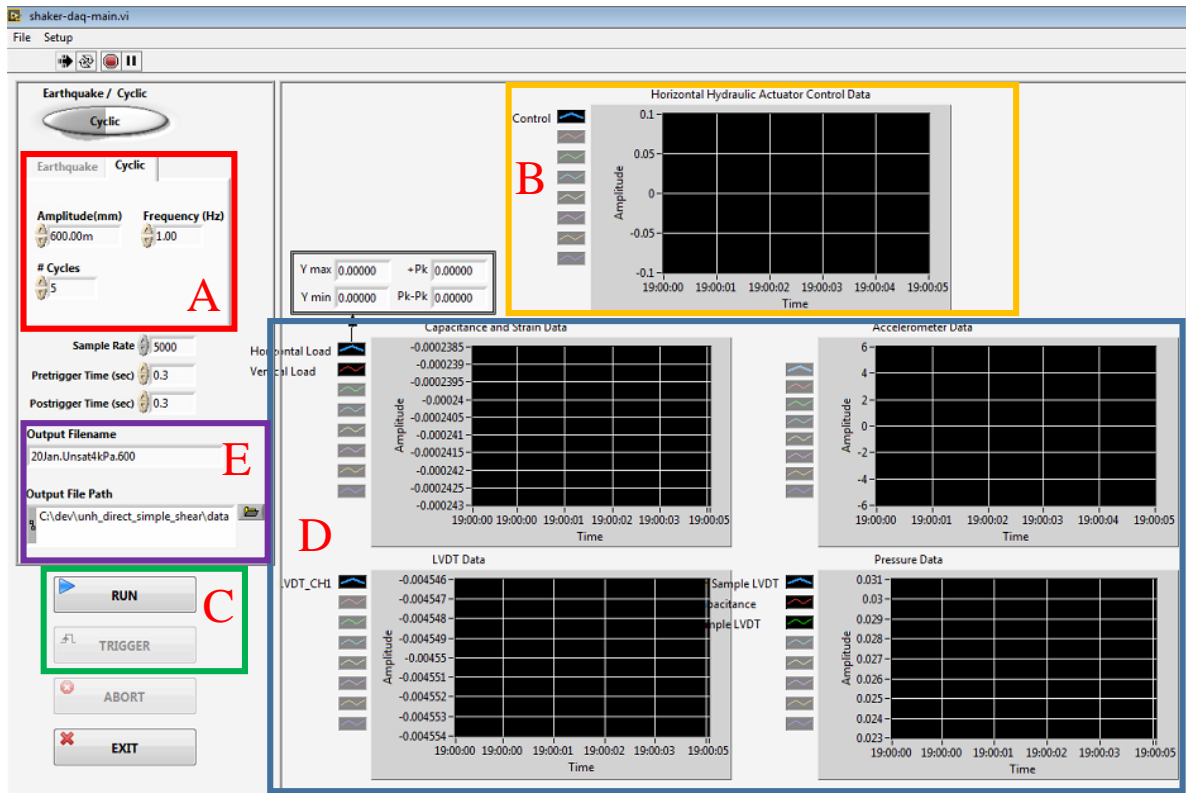 shaker-daq-main.vi
File Setup
Earthquake / Cyclic
Cyclic
Earthquake Cyclic
Amplitude(mm) Frequency (Hz)
600.00m 1.00
# Cycles
5
A
Sample Rate 5000
Pretrigger Time (sec) 0.3
Postrigger Time (sec) 0.3
Output Filename
20Jan.Unsat4kPa.600
E
Output File Path
C:\dev\unh_direct_simple_shear\data
RUN
C
TRIGGER
ABORT
EXIT
Horizontal Hydraulic Actuator Control Data
Control
B
Amplitude
0.1
0.05
0
-0.05
-0.1
19:00:00 19:00:01 19:00:02 19:00:03 19:00:04 19:00:05
Time
Y max 0.00000 +Pk 0.00000
Y min 0.00000 Pk-Pk 0.00000
D
Capacitance and Strain Data
Horizontal Load
Vertical Load
Amplitude
-0.0002385
-0.000239
-0.0002395
-0.00024
-0.0002405
-0.000241
-0.0002415
-0.000242
-0.0002425
-0.000243
19:00:00 19:00:01 19:00:02 19:00:03 19:00:05
Time
Accelerometer Data
Amplitude
6
4
2
0
-2
-4
-6
19:00:00 19:00:01 19:00:02 19:00:03 19:00:04 19:00:05
Time
LVDT Data
LVDT_CH1
Amplitude
-0.004546
-0.004547
-0.004548
-0.004549
-0.00455
-0.004551
-0.004552
-0.004553
-0.004554
19:00:00 19:00:00 19:00:01 19:00:02 19:00:03 19:00:05
Time
Pressure Data
Sample LVDT
pacitance
mple LVDT
Amplitude
0.031
0.03
0.029
0.028
0.027
0.026
0.025
0.024
0.023
19:00:00 19:00:00 19:00:01 19:00:02 19:00:03 19:00:05
Time